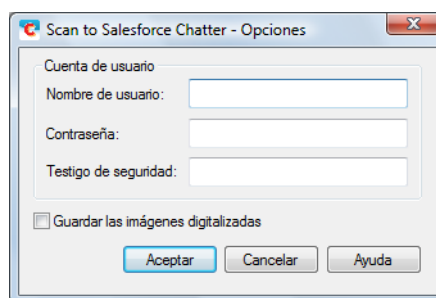 Scan to Salesforce Chatter - Opciones
Cuenta de usuario
Nombre de usuario:
Contraseña:
Testigo de seguridad:
Guardar las imágenes digitalizadas
Aceptar Cancelar Ayuda